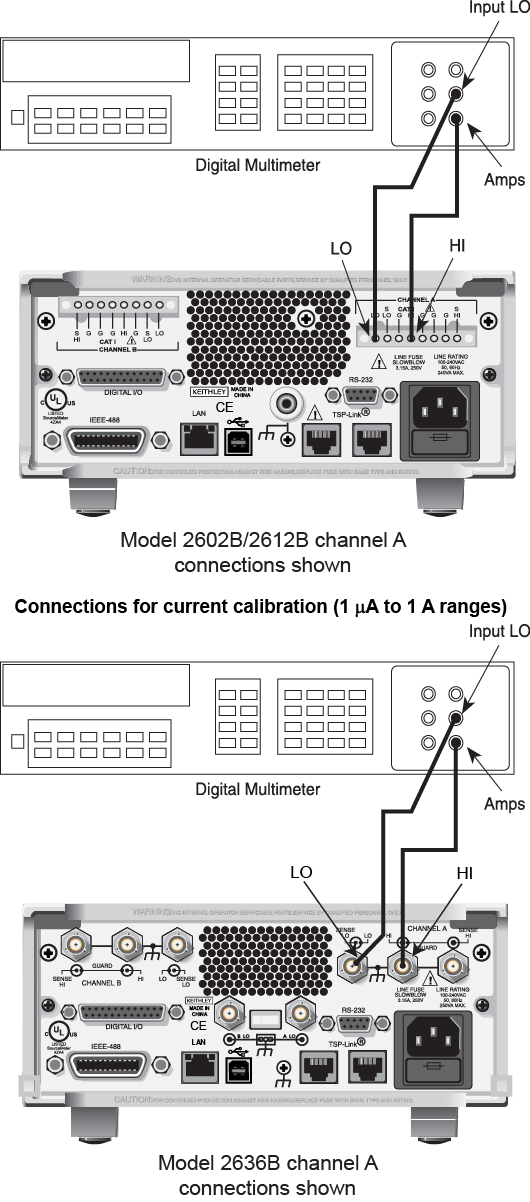 Input LO
Digital Multimeter
Amps
LO
HI
WARNING:NO INTERNAL OPERATOR SERVICABLE PARTS,SERVICE BY QUALIFIED PERSONNEL ONLY.
CHANNEL A
S S
LO LO G HI G G G HI
CAT I
S G G G HI G S LO
HI LO
CAT I
CHANNEL B
LINE FUSE
SLOWBLOW
3.15A, 250V
LINE RATING
100-240VAC
50, 60Hz
240VA MAX.
DIGITAL I/O
KEITHLEY
MADE IN
CHINA
RS-232
C UL US
LISTED
SourceMeter
4ZA4
CE
IEEE-488
LAN
TSP-Link®
CAUTION:FOR CONTINUED PROTECTION AGAINST FIRE HAZARD,REPLACE FUSE WITH SAME TYPE AND RATING.
Model 2602B/2612B channel A
connections shown
Connections for current calibration (1 µA to 1 A ranges)
Input LO
Digital Multimeter
Amps
LO
HI
WARNING:NO INTERNAL OPERATOR SERVICABLE PARTS,SERVICE BY QUALIFIED PERSONNEL ONLY.
SENSE
LO
LO
HI
CHANNEL A
SENSE
HI
GUARD
SENSE
HI
GUARD
HI
LO
SENSE
LO
CHANNEL B
LINE FUSE
SLOWBLOW
3.15A, 250V
LINE RATING
100-240VAC
50, 60Hz
250VA MAX.
DIGITAL I/O
KEITHLEY
MADE IN
CHINA
RS-232
C UL US
LISTED
SourceMeter
4ZA4
CE
B LO
A LO
IEEE-488
LAN
TSP-Link®
CAUTION:FOR CONTINUED PROTECTION AGAINST FIRE HAZARD,REPLACE FUSE WITH SAME TYPE AND RATING.
Model 2636B channel A
connections shown